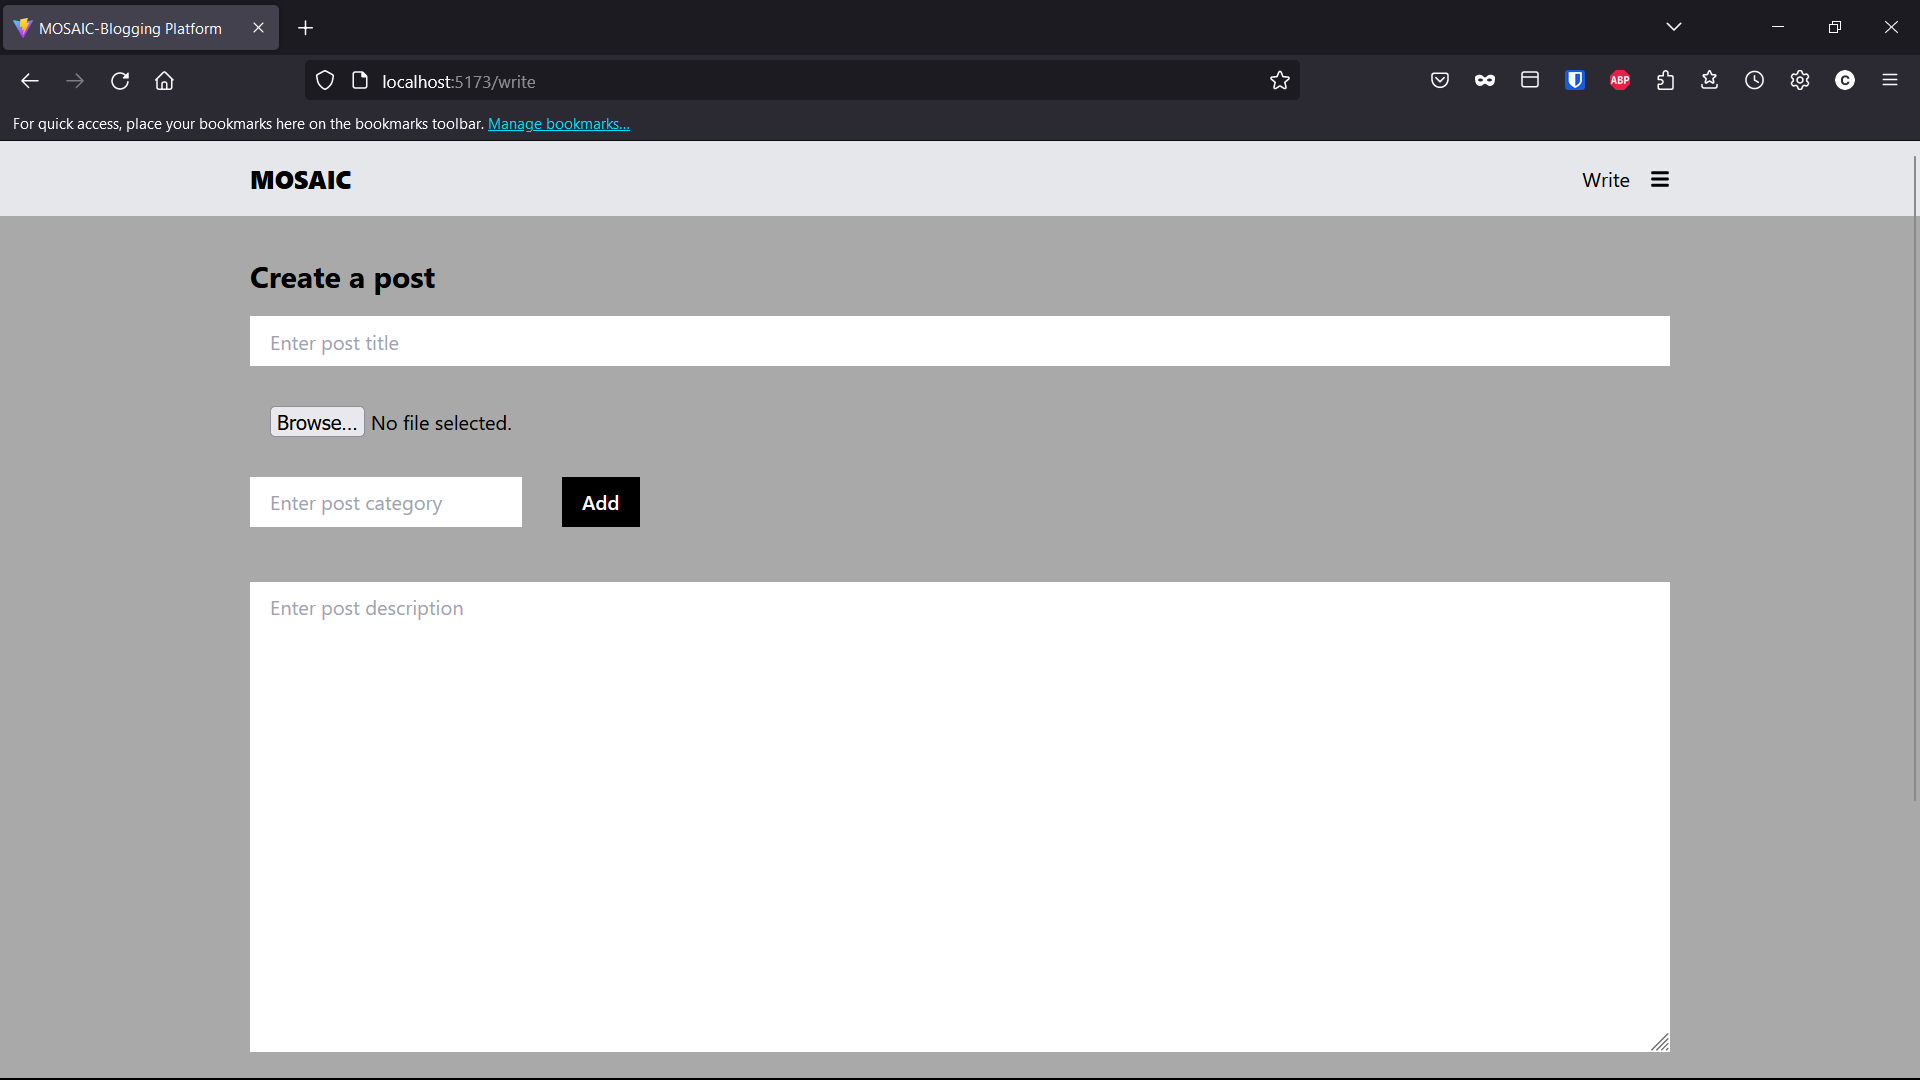 MOSAIC-Blogging Platform
localhost:5173/write
ABP
C
For quick access, place your bookmarks here on the bookmarks toolbar. Manage bookmarks...
MOSAIC
Write
Create a post
Enter post title
Browse... No file selected.
Enter post category
Add
Enter post description